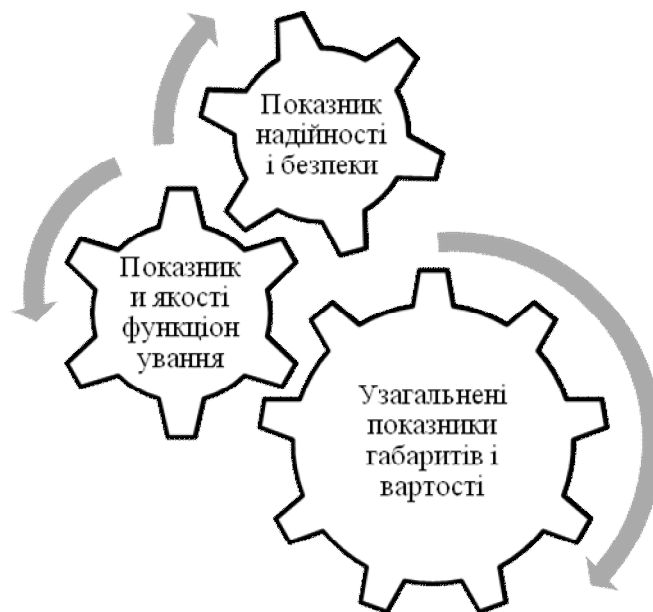 Показник
надійності
і безпеки
Показник
и якості
функціон
ування
Узагальнені
показники
габаритів і
вартості